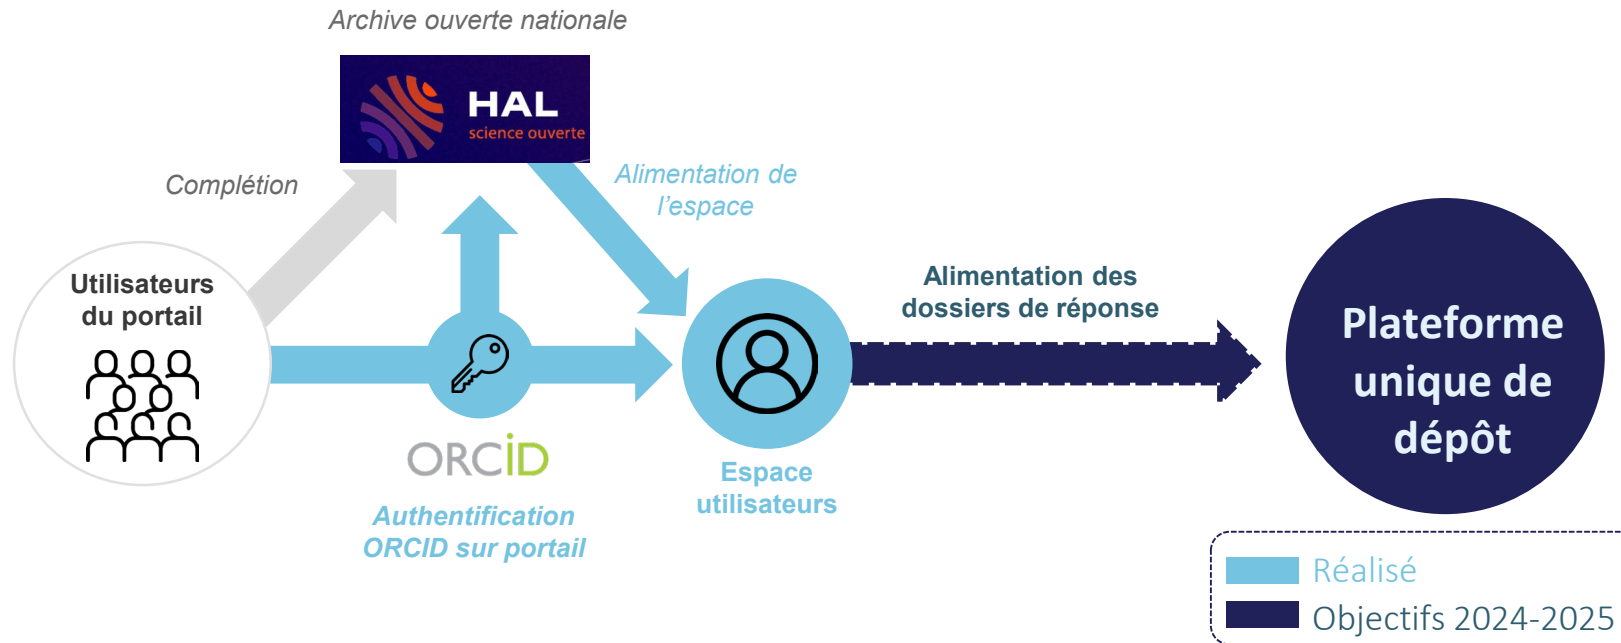 Archive ouverte nationale
HAL
science ouverte
Complétion
Alimentation de
l’espace
Utilisateurs
du portail
ORCiD
Authentification
ORCID sur portail
Espace
utilisateurs
Alimentation des
dossiers de réponse
Plateforme
unique de
dépôt
Réalisé
Objectifs 2024-2025